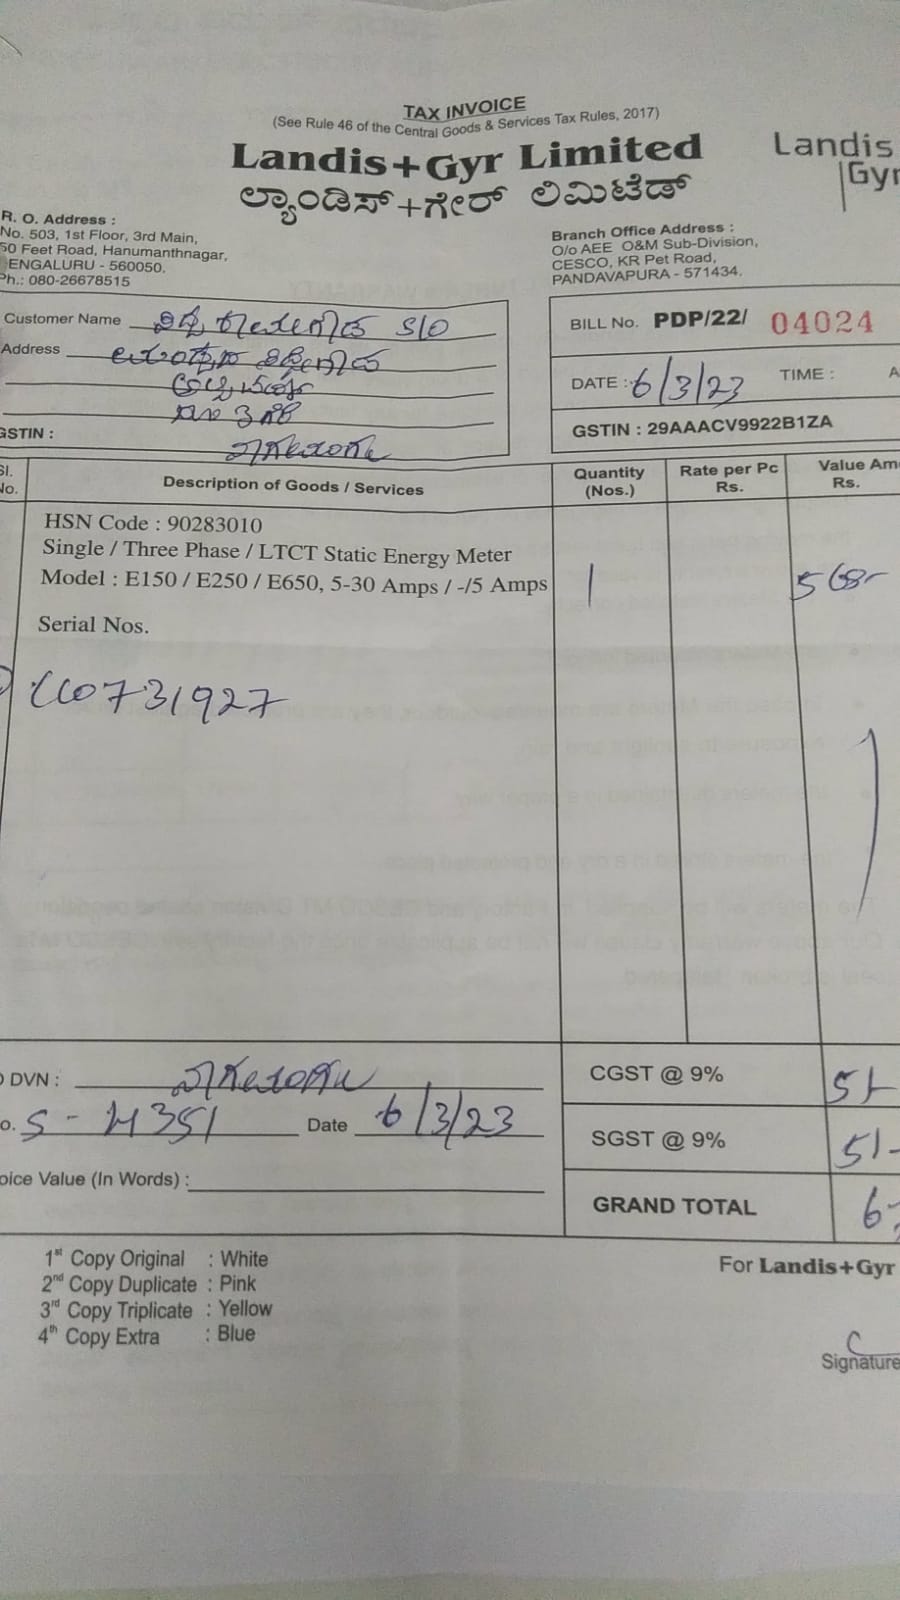 TAX INVOICE
(See Rule 46 of the Central Goods & Services Tax Rules, 2017)
Landis+Gyr Limited
ಲ್ಯಾಂಡಿಸ್+ಗೇರ್ ಲಿಮಿಟೆಡ್
Landis
Gyr
R. O. Address :
No. 503, 1st Floor, 3rd Main,
50 Feet Road, Hanumanthnagar,
ENGALURU - 560050.
Ph.: 080-26678515
Branch Office Address :
O/o AEE O&M Sub-Division,
CESCO, KR Pet Road,
PANDAVAPURA - 571434.
Customer Name S/O
Address
GSTIN :
BILL No. PDP/22/ 04024
DATE : 6/3/23 TIME : A
GSTIN : 29AAACV9922B1ZA
Sl. No. Description of Goods / Services Quantity (Nos.) Rate per Pc Rs. Value Am Rs.
HSN Code : 90283010
Single / Three Phase / LTCT Static Energy Meter
Model : E150 / E250 / E650, 5-30 Amps / -/5 Amps 1 568-
Serial Nos.
731927
DVN :
o. S - 4351 Date 6/3/23
oice Value (In Words) :
CGST @ 9% 51-
SGST @ 9% 51-
GRAND TOTAL 6
1st Copy Original : White
2nd Copy Duplicate : Pink
3rd Copy Triplicate : Yellow
4th Copy Extra : Blue
For Landis+Gyr
Signature